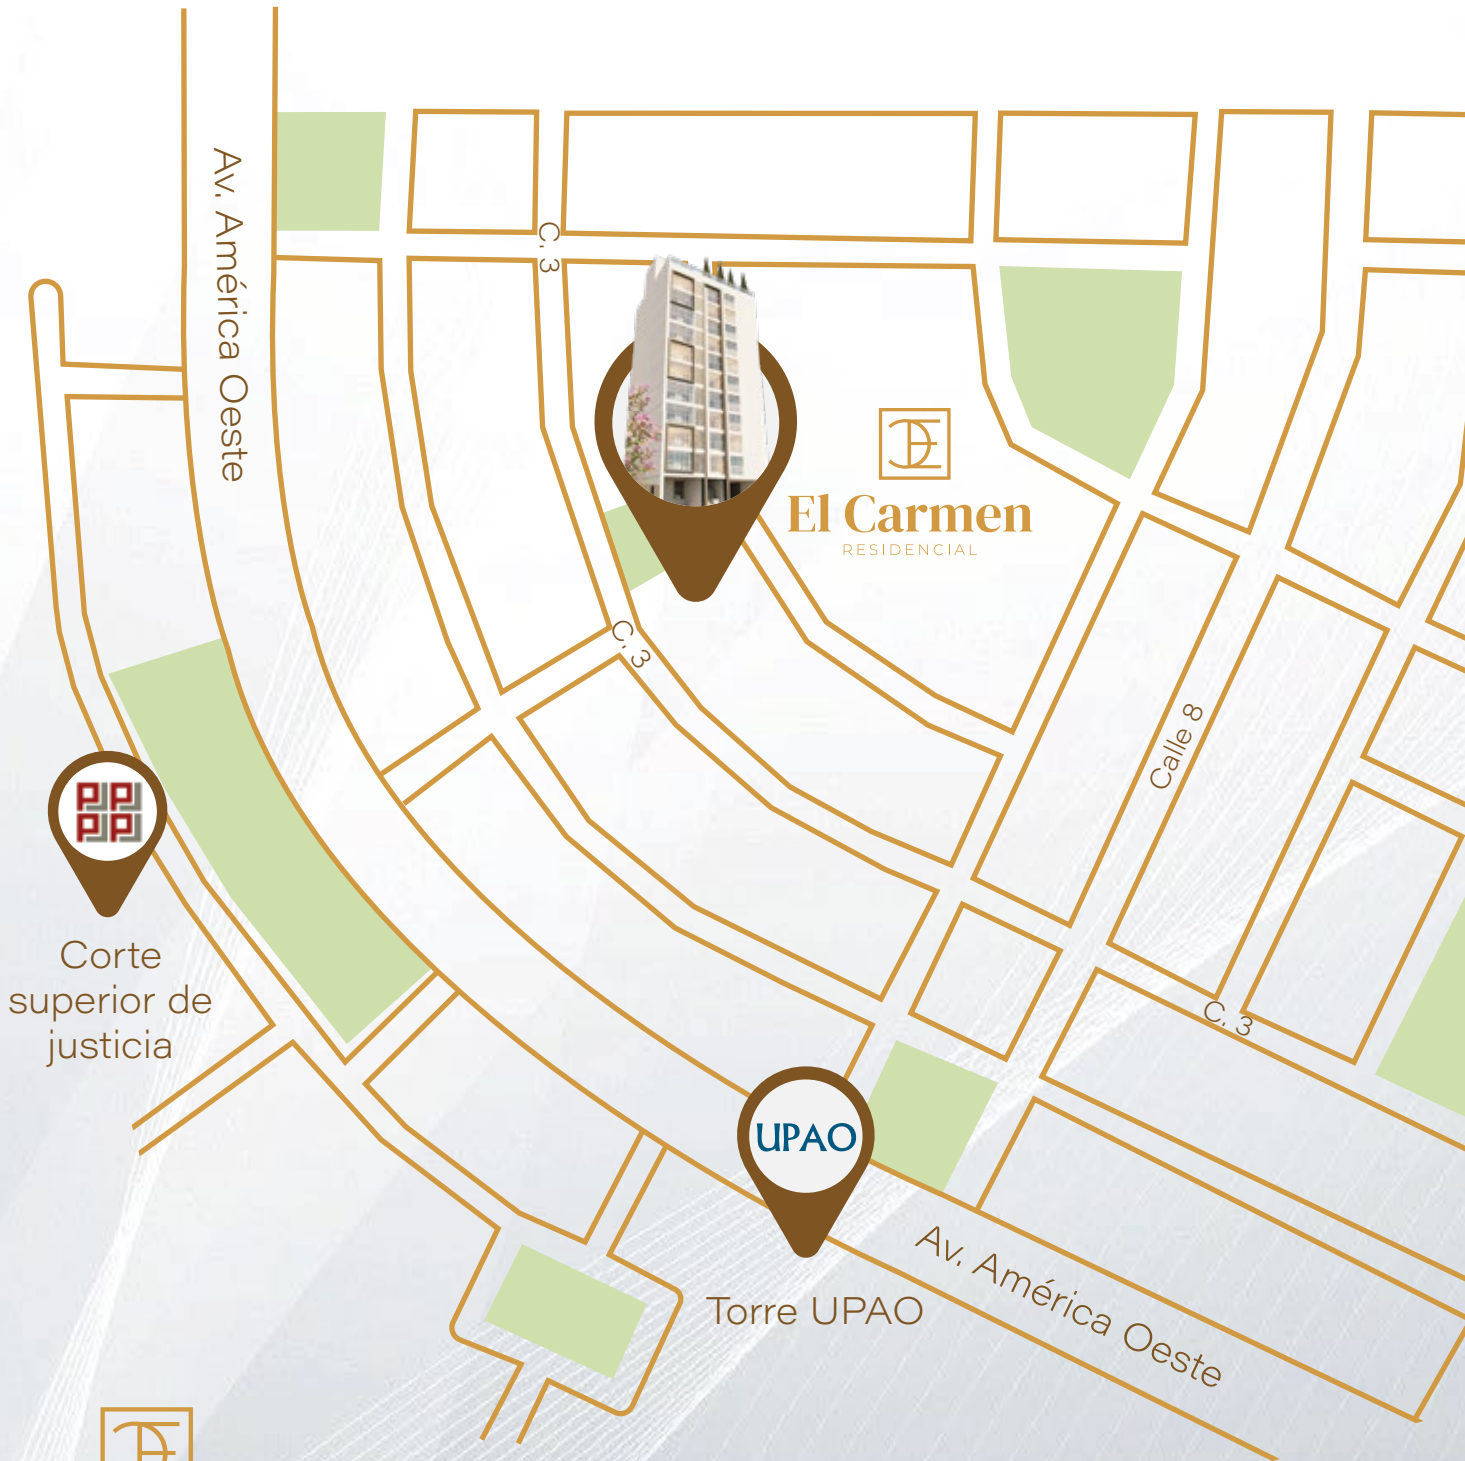 Av. América Oeste
C. 3
El Carmen
RESIDENCIAL
C. 3
Calle 8
Corte
superior de
justicia
C. 3
UPAO
Torre UPAO
Av. América Oeste